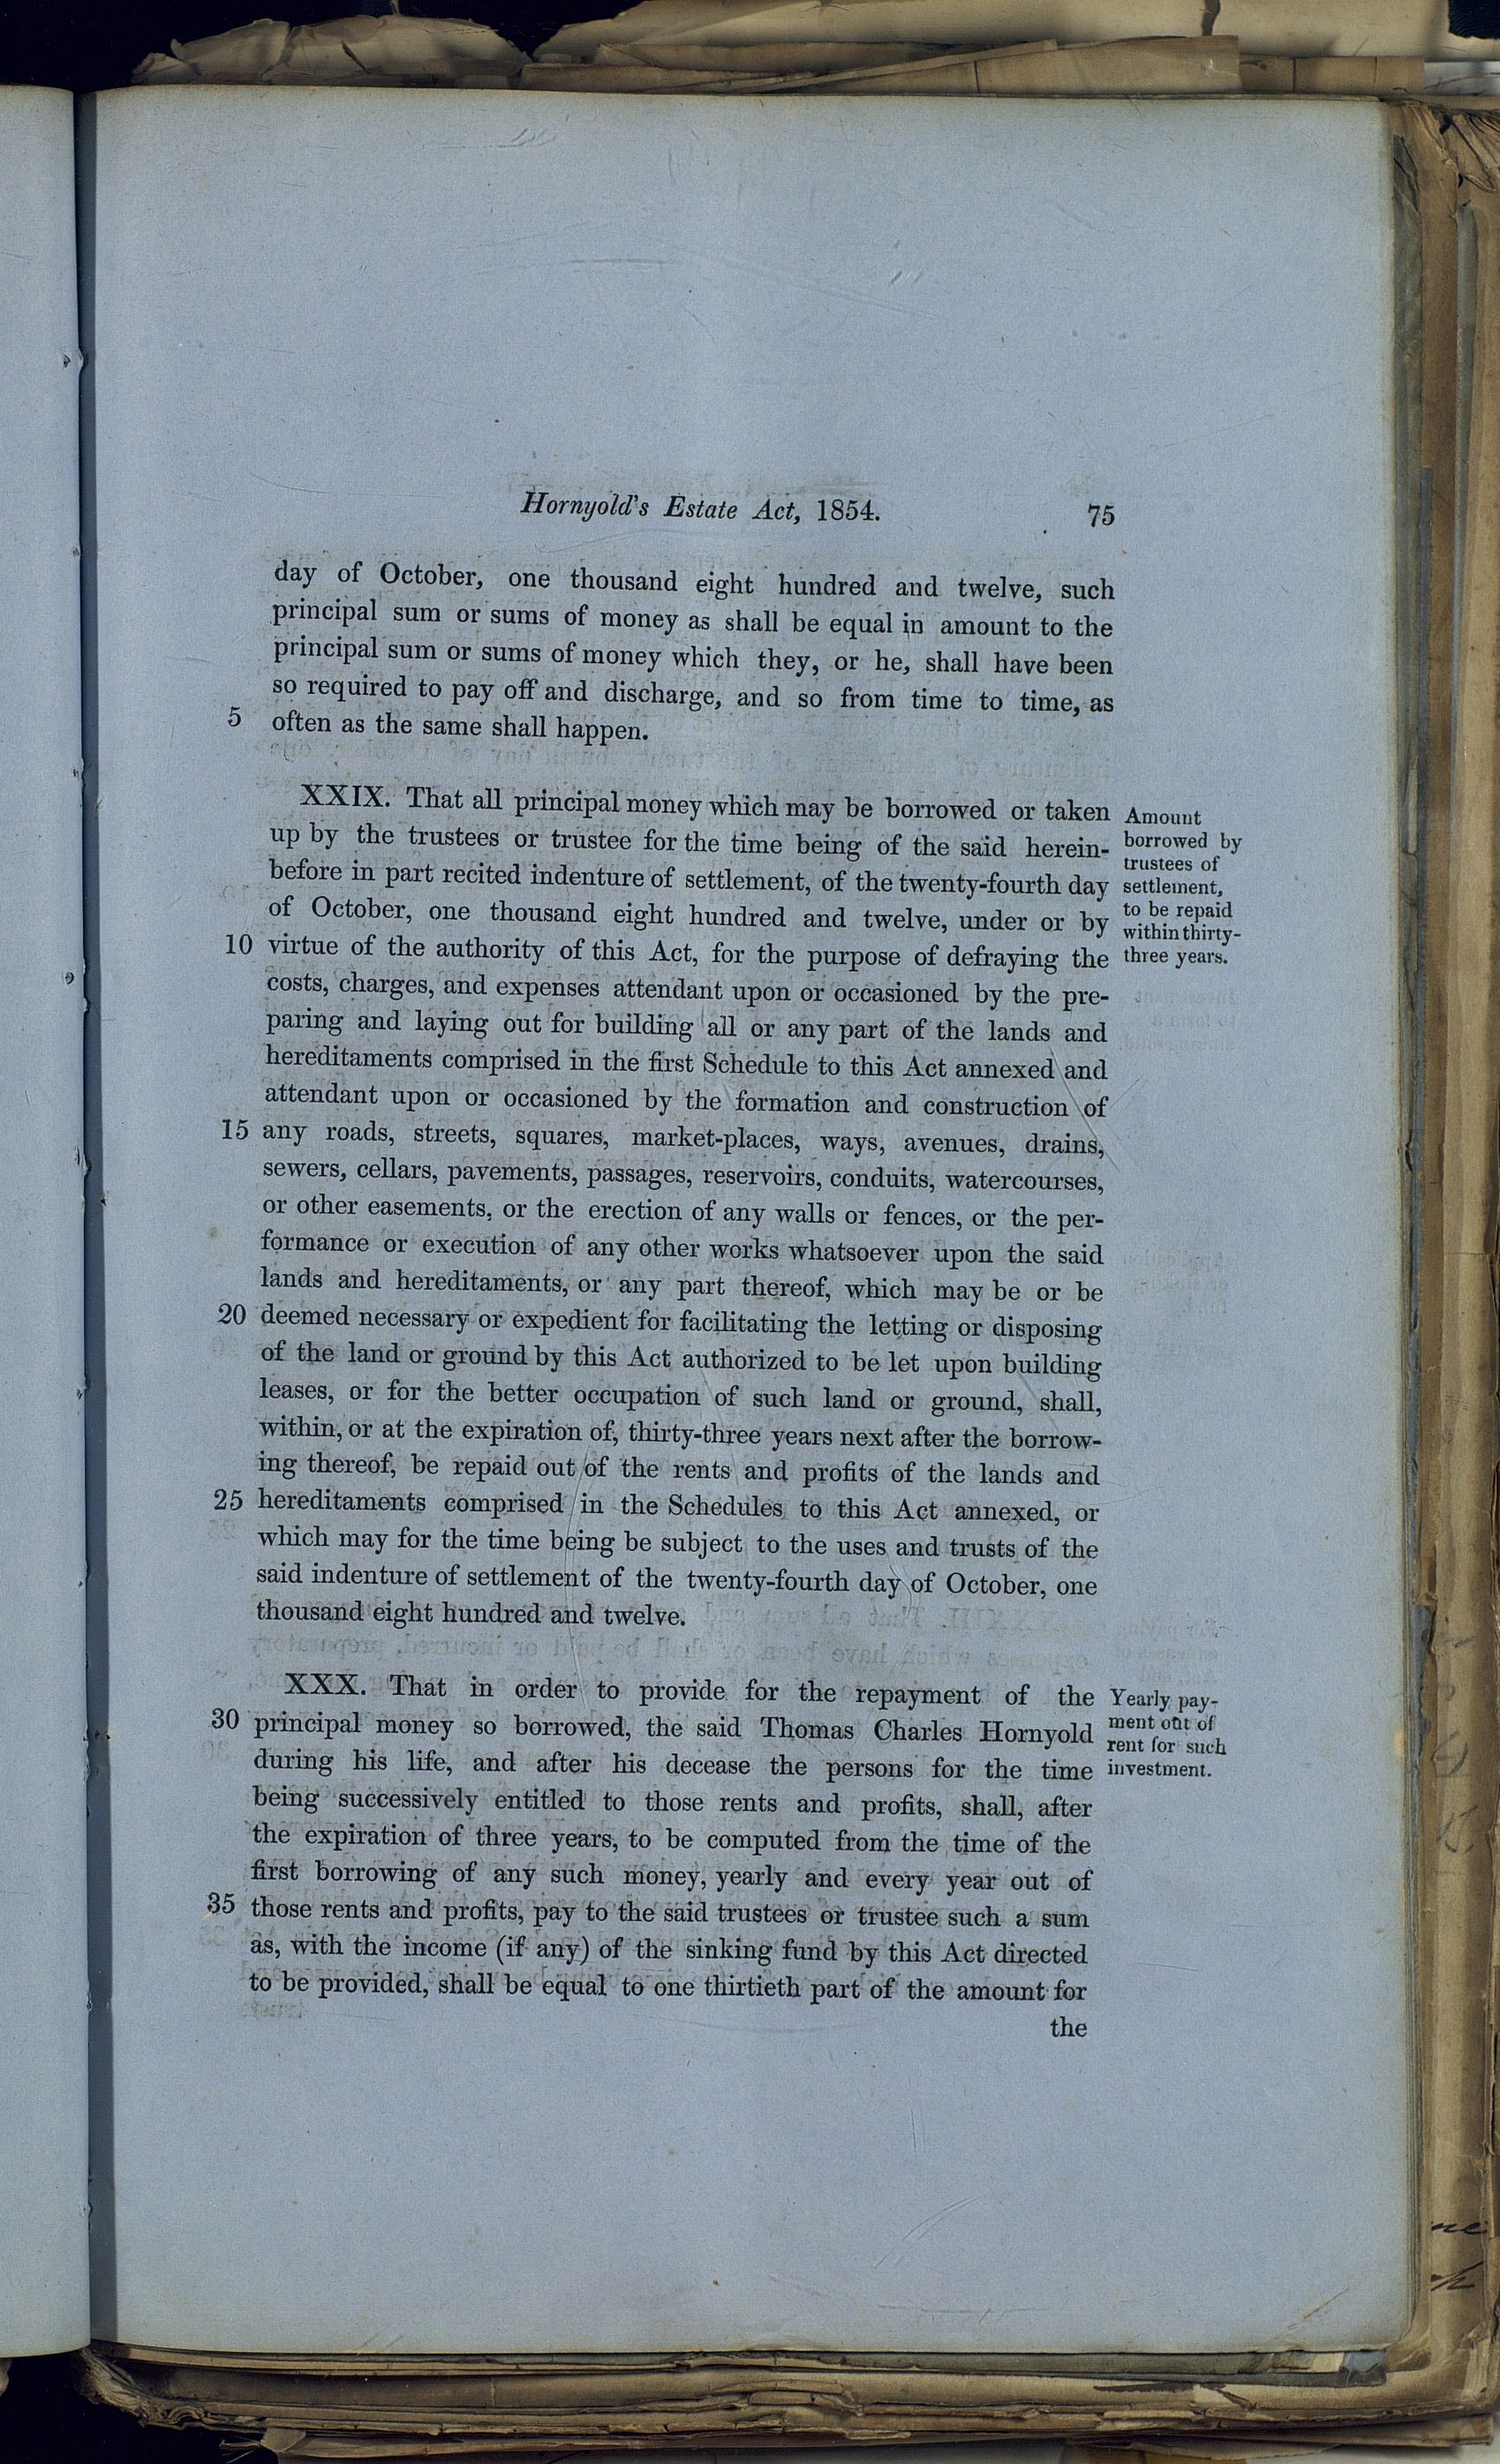 Hornyold's Estate Act, 1854. 75
day of October, one thousand eight hundred and twelve, such
principal sum or sums of money as shall be equal in amount to the
principal sum or sums of money which they, or he, shall have been
so required to pay off and discharge, and so from time to time, as
5 often as the same shall happen.
XXIX. That all principal money which may be borrowed or taken
up by the trustees or trustee for the time being of the said herein-
before in part recited indenture of settlement, of the twenty-fourth day
of October, one thousand eight hundred and twelve, under or by
10 virtue of the authority of this Act, for the purpose of defraying the
costs, charges, and expenses attendant upon or occasioned by the pre-
paring and laying out for building all or any part of the lands and
hereditaments comprised in the first Schedule to this Act annexed and
attendant upon or occasioned by the formation and construction of
15 any roads, streets, squares, market-places, ways, avenues, drains,
sewers, cellars, pavements, passages, reservoirs, conduits, watercourses,
or other easements, or the erection of any walls or fences, or the per-
formance or execution of any other works whatsoever upon the said
lands and hereditaments, or any part thereof, which may be or be
20 deemed necessary or expedient for facilitating the letting or disposing
of the land or ground by this Act authorized to be let upon building
leases, or for the better occupation of such land or ground, shall,
within, or at the expiration of, thirty-three years next after the borrow-
ing thereof, be repaid out of the rents and profits of the lands and
25 hereditaments comprised in the Schedules to this Act annexed, or
which may for the time being be subject to the uses and trusts of the
said indenture of settlement of the twenty-fourth day of October, one
thousand eight hundred and twelve.
Amount
borrowed by
trustees of
settlement,
to be repaid
within thirty-
three years.
XXX. That in order to provide for the repayment of the
30 principal money so borrowed, the said Thomas Charles Hornyold
during his life, and after his decease the persons for the time
being successively entitled to those rents and profits, shall, after
the expiration of three years, to be computed from the time of the
first borrowing of any such money, yearly and every year out of
35 those rents and profits, pay to the said trustees or trustee such a sum
as, with the income (if any) of the sinking fund by this Act directed
to be provided, shall be equal to one thirtieth part of the amount for
the
Yearly pay-
ment out of
rent for such
investment.